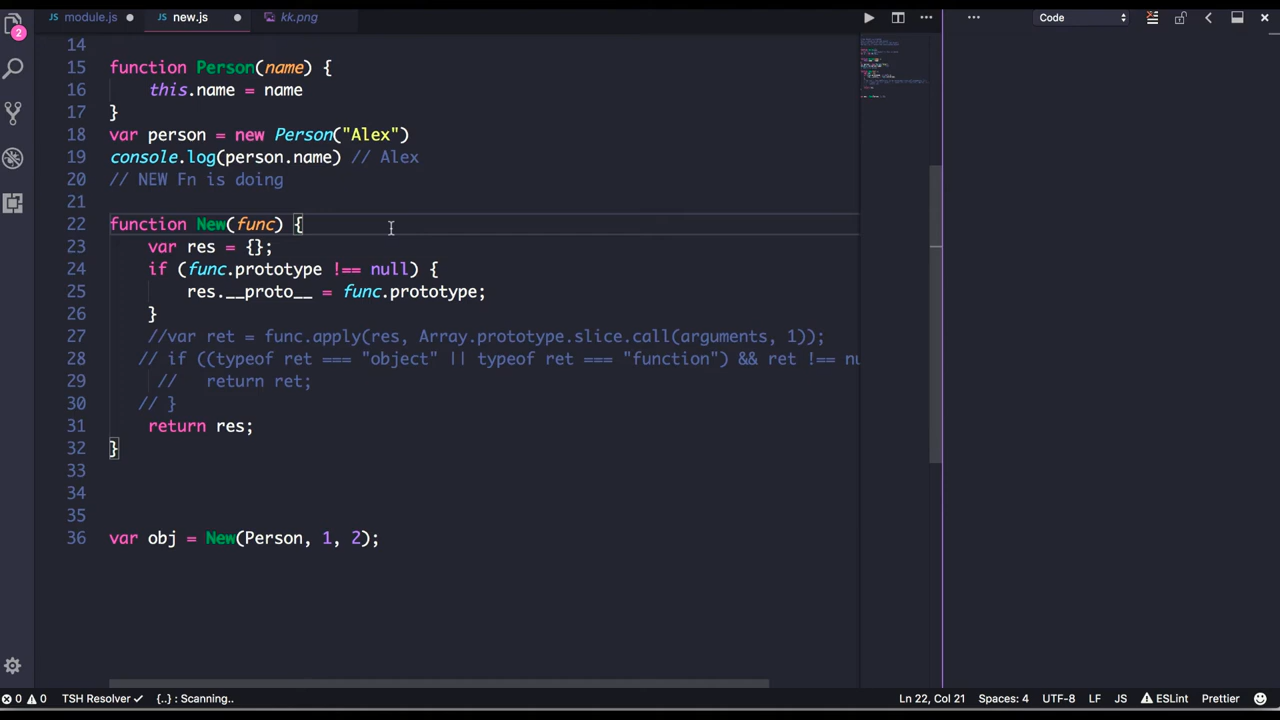 JS module.js JS new.js kk.png Code
2
14
15 function Person(name) {
16 this.name = name
17 }
18 var person = new Person("Alex")
19 console.log(person.name) // Alex
20 // NEW Fn is doing
21
22 function New(func) {
23 var res = {};
24 if (func.prototype !== null) {
25 res.__proto__ = func.prototype;
26 }
27 //var ret = func.apply(res, Array.prototype.slice.call(arguments, 1));
28 // if ((typeof ret === "object" || typeof ret === "function") && ret !== nu
29 // return ret;
30 // }
31 return res;
32 }
33
34
35
36 var obj = New(Person, 1, 2);
0 0 TSH Resolver ✓ {..} : Scanning.. Ln 22, Col 21 Spaces: 4 UTF-8 LF JS ESLint Prettier